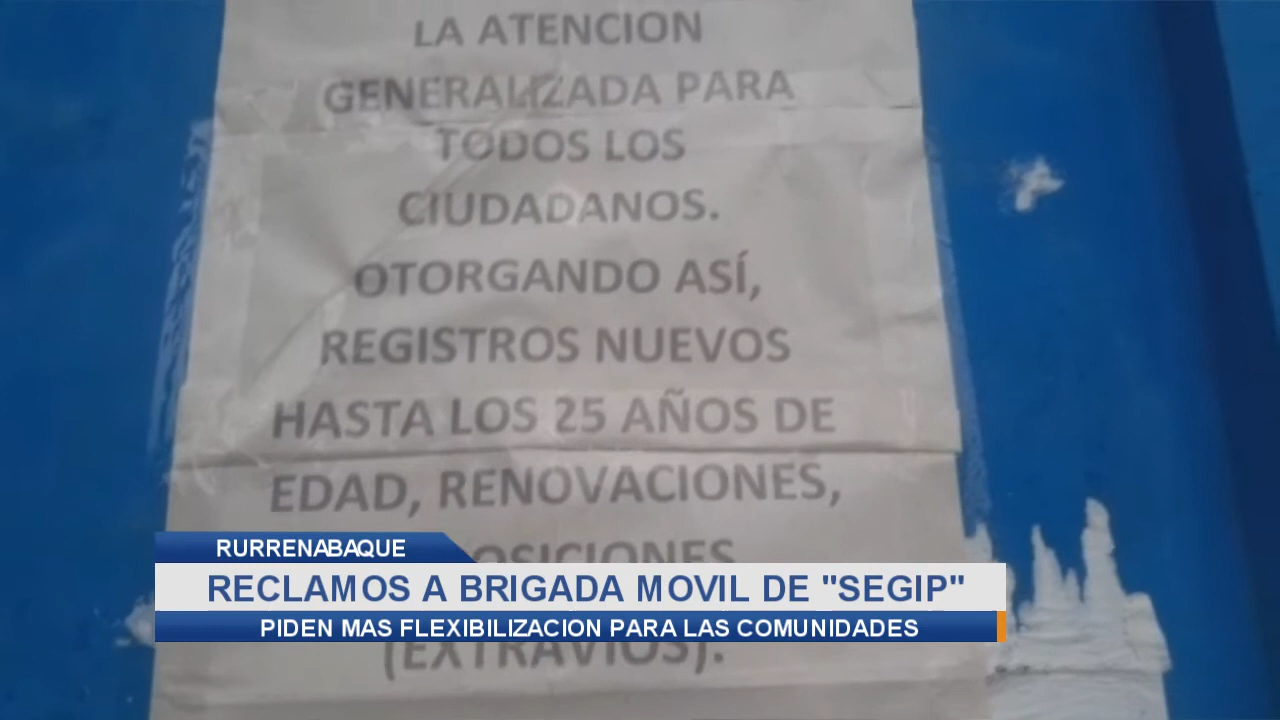 LA ATENCION
GENERALIZADA PARA
TODOS LOS
CIUDADANOS.
OTORGANDO ASÍ,
REGISTROS NUEVOS
HASTA LOS 25 AÑOS DE
EDAD, RENOVACIONES,
(EXTRAVIOS).
RURRENABAQUE
RECLAMOS A BRIGADA MOVIL DE "SEGIP"
PIDEN MAS FLEXIBILIZACION PARA LAS COMUNIDADES